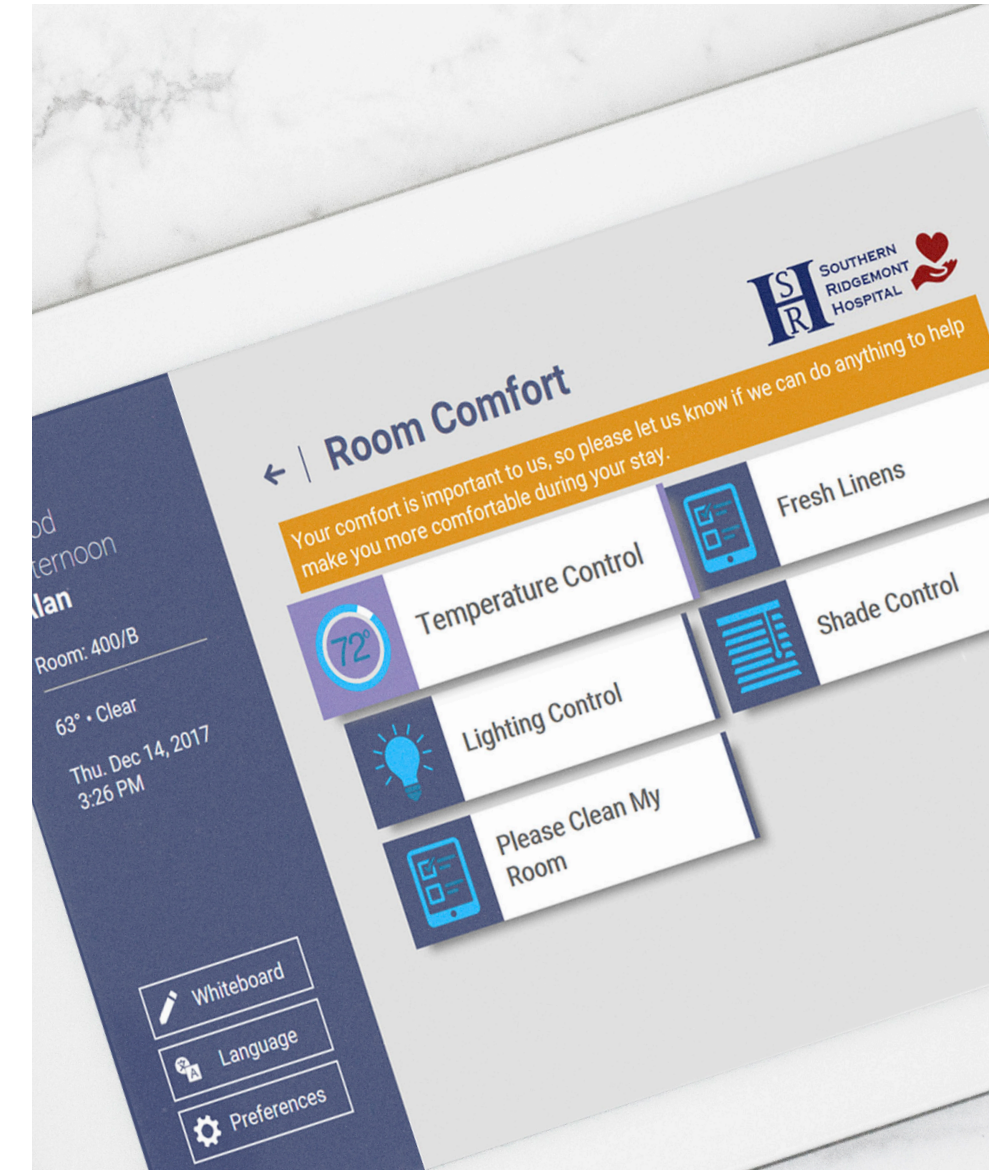 SR
H
SOUTHERN
RIDGEMONT
HOSPITAL
Room Comfort
Your comfort is important to us, so please let us know if we can do anything to help
make you more comfortable during your stay.
72°
Temperature Control
Fresh Linens
Lighting Control
Shade Control
Please Clean My
Room
od
ternoon
lan
Room: 400/B
63° • Clear
Thu. Dec 14, 2017
3:26 PM
Whiteboard
Language
Preferences